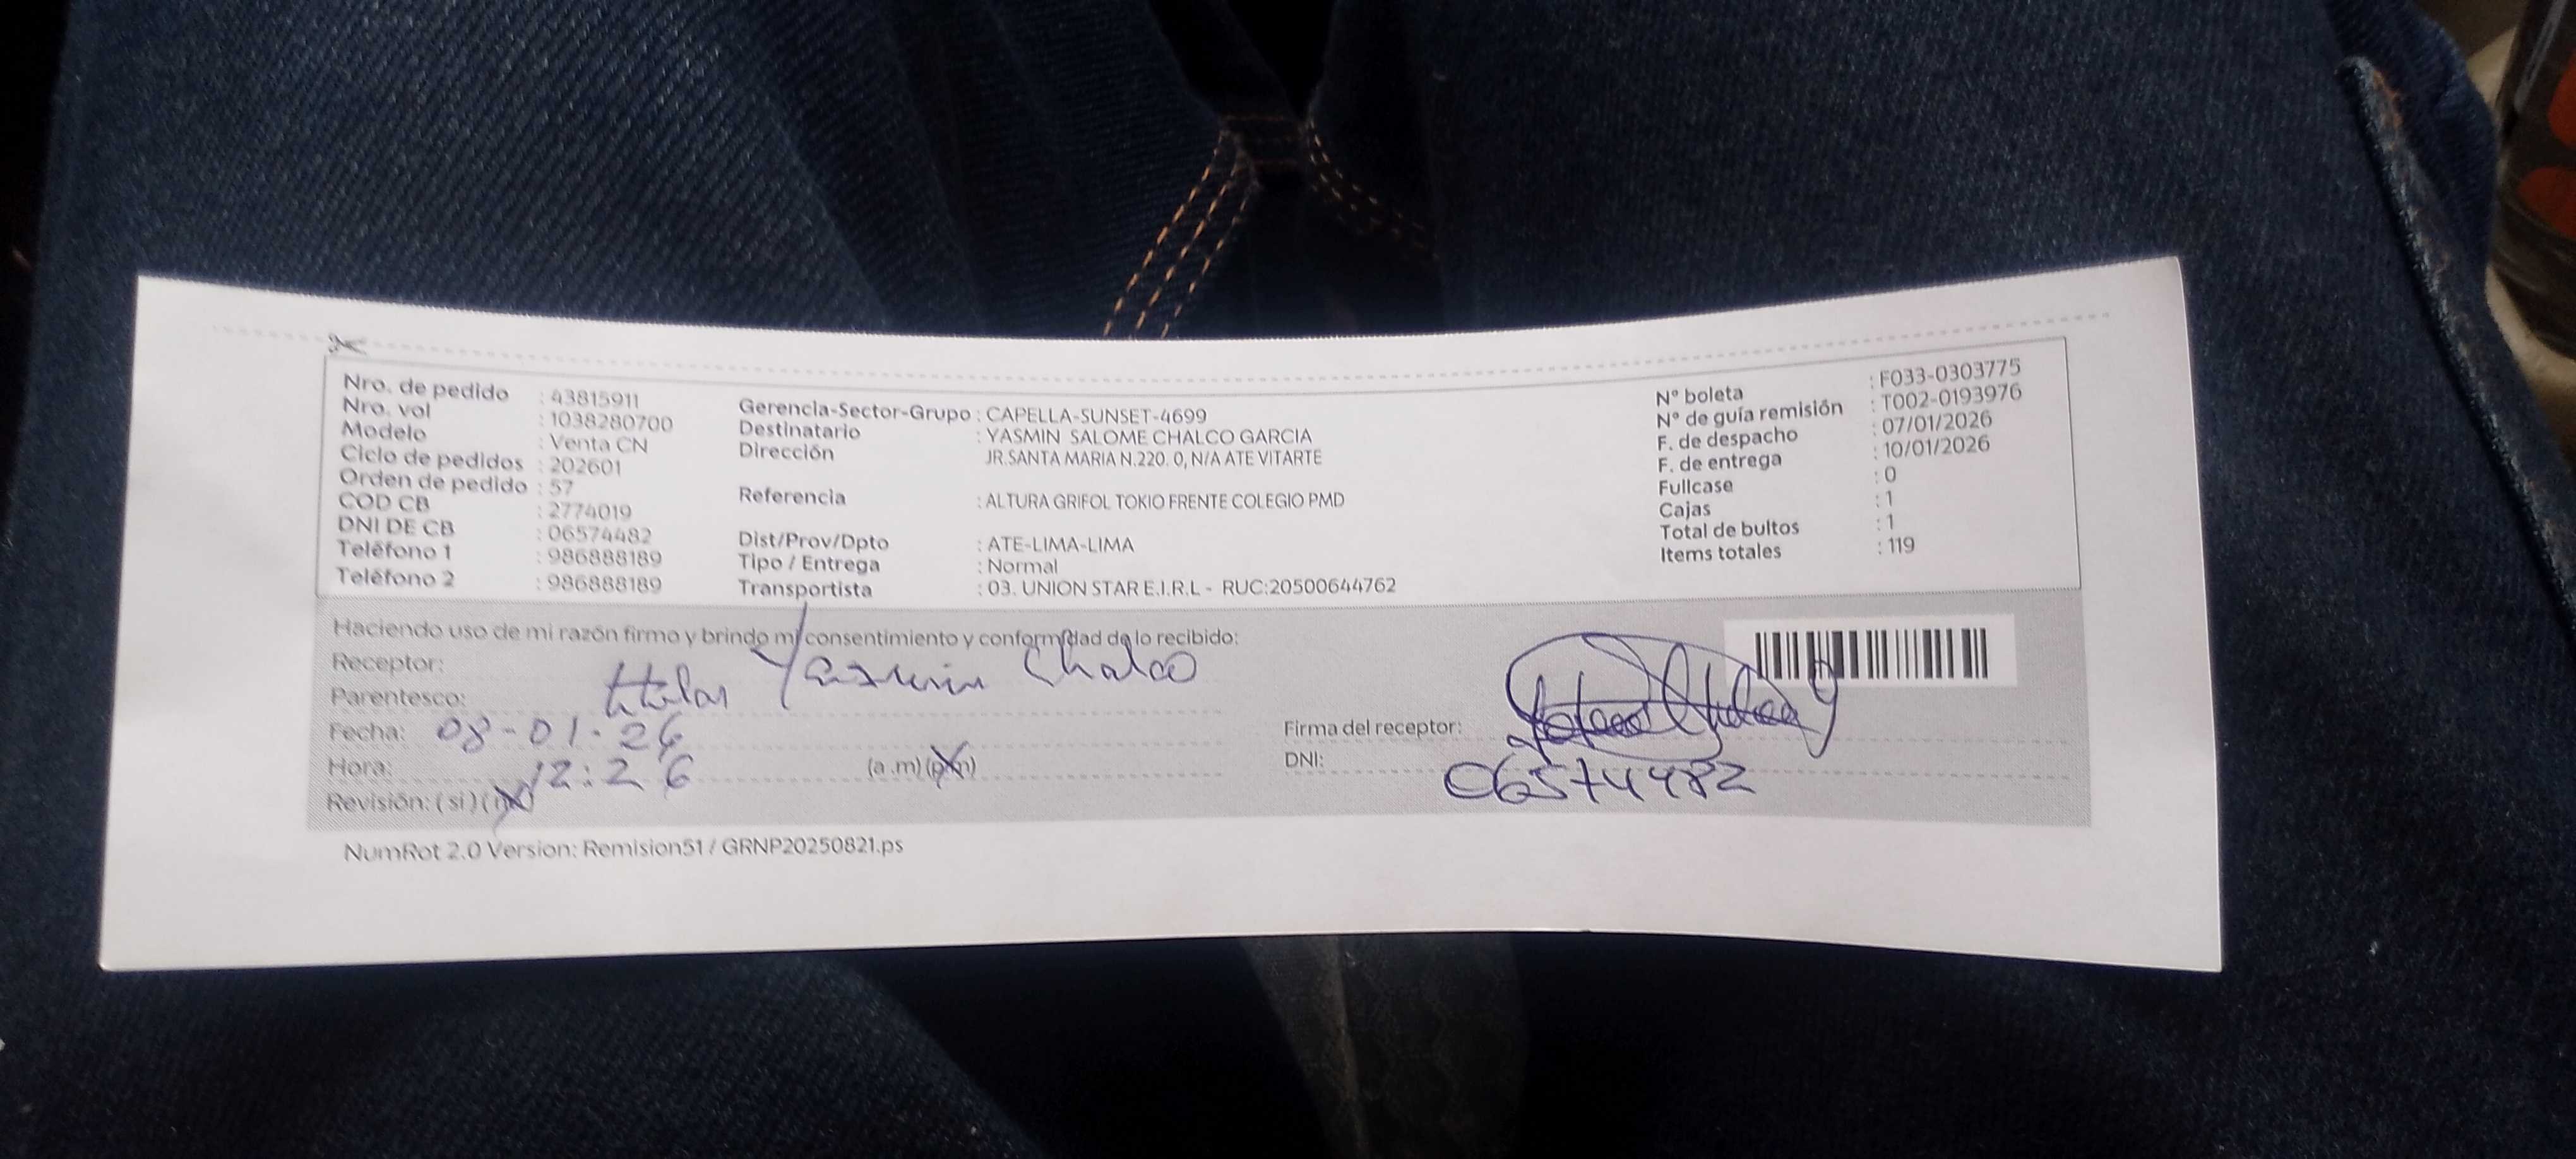 Nro. de pedido : 43815911
Nro. vol : 1038280700
Modelo : Venta CN
Ciclo de pedidos : 202601
Orden de pedido : 57
COD CB : 2774019
DNI DE CB : 06574482
Teléfono 1 : 986888189
Teléfono 2 : 986888189
Gerencia-Sector-Grupo : CAPELLA-SUNSET-4699
Destinatario : YASMIN SALOME CHALCO GARCIA
Dirección JR.SANTA MARIA N.220. 0, N/A ATE VITARTE
Referencia : ALTURA GRIFOL TOKIO FRENTE COLEGIO PMD
Dist/Prov/Dpto : ATE-LIMA-LIMA
Tipo / Entrega : Normal
Transportista : 03. UNION STAR E.I.R.L - RUC:20500644762
N° boleta : F033-0303775
N° de guía remisión : T002-0193976
F. de despacho : 07/01/2026
F. de entrega : 10/01/2026
Fullcase : 0
Cajas : 1
Total de bultos : 1
Items totales : 119
Haciendo uso de mi razón firmo y brindo mi consentimiento y conformidad de lo recibido:
Receptor: Yasmin Chalco
Parentesco: titular
Fecha: 08-01-26
Hora: 12:26 (a.m) (p.m)
Revisión: (si) (no)
Firma del receptor:
DNI: 06574482
NumRot 2.0 Version: Remision51 / GRNP20250821.ps